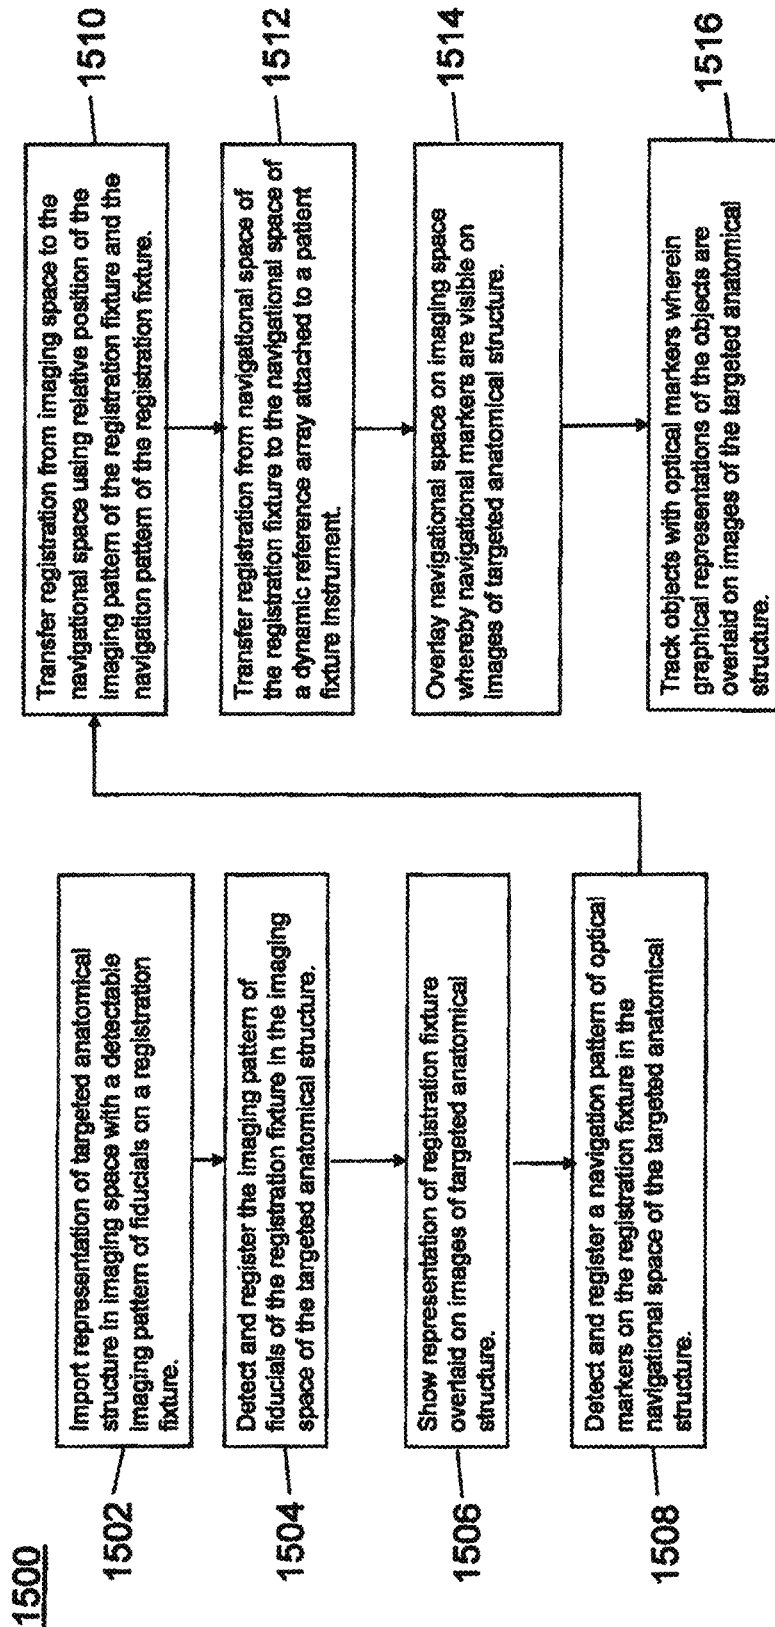 1500
1502
Import representation of targeted anatomical
structure in imaging space with a detectable
imaging pattern of fiducials on a registration
fixture.
1504
Detect and register the imaging pattern of
fiducials of the registration fixture in the imaging
space of the targeted anatomical structure.
1506
Show representation of registration fixture
overlaid on images of targeted anatomical
structure.
1508
Detect and register a navigation pattern of optical
markers on the registration fixture in the
navigational space of the targeted anatomical
structure.
1510
Transfer registration from imaging space to the
navigational space using relative position of the
imaging pattern of the registration fixture and the
navigation pattern of the registration fixture.
1512
Transfer registration from navigational space of
the registration fixture to the navigational space of
a dynamic reference array attached to a patient
fixture instrument.
1514
Overlay navigational space on imaging space
whereby navigational markers are visible on
images of targeted anatomical structure.
1516
Track objects with optical markers wherein
graphical representations of the objects are
overlaid on images of the targeted anatomical
structure.